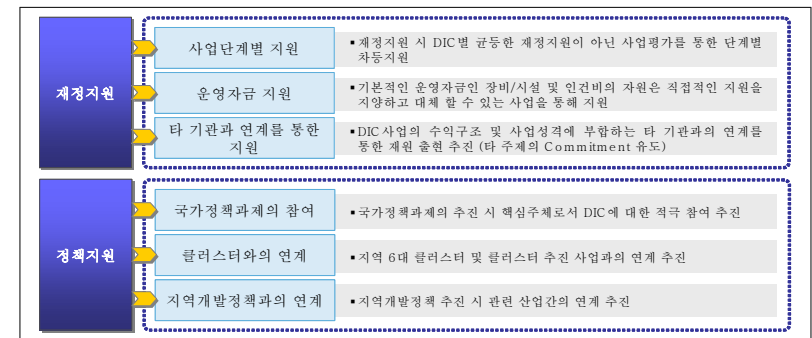 재정지원
사업단계별 지원
▪재정지원 시 DIC별 균등한 재정지원이 아닌 사업평가를 통한 단계별
차등지원
운영자금 지원
▪기본적인 운영자금인 장비/시설 및 인건비의 자원은 직접적인 지원을
지양하고 대체 할 수 있는 사업을 통해 지원
타 기관과 연계를 통한
지원
▪DIC사업의 수익구조 및 사업성격에 부합하는 타 기관과의 연계를
통한 재원 출현 추진 (타 주체의 Commitment 유도)
정책지원
국가정책과제의 참여
▪국가정책과제의 추진 시 핵심주체로서 DIC에 대한 적극 참여 추진
클러스터와의 연계
▪지역 6대 클러스터 및 클러스터 추진 사업과의 연계 추진
지역개발정책과의 연계
▪지역개발정책 추진 시 관련 산업간의 연계 추진